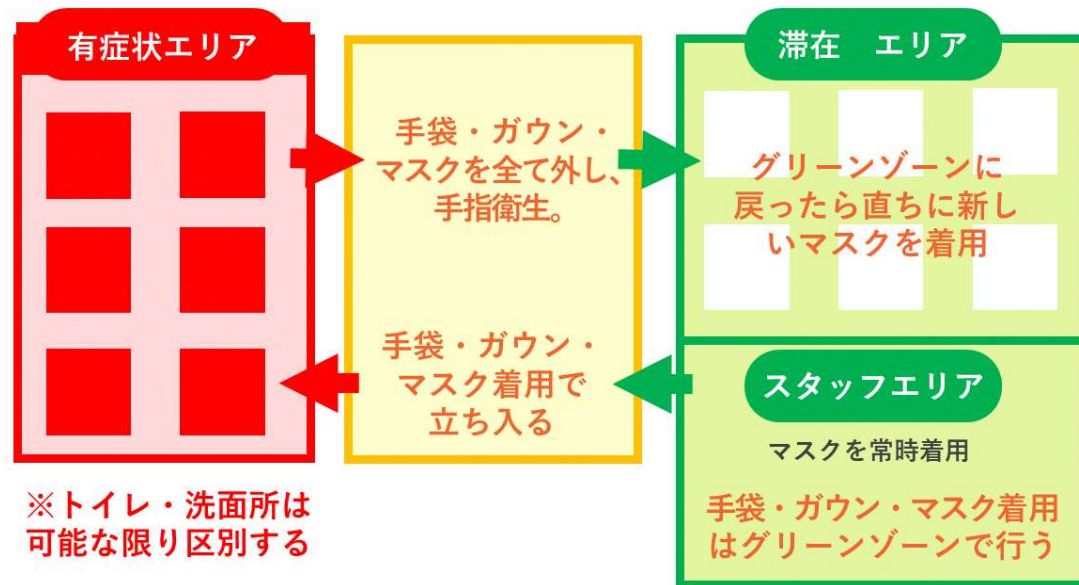 有症状エリア
※トイレ・洗面所は
可能な限り区別する
手袋・ガウン・
マスクを全て外し、
手指衛生。
手袋・ガウン・
マスク着用で
立ち入る
滞在　エリア
グリーンゾーンに
戻ったら直ちに新し
いマスクを着用
スタッフエリア
マスクを常時着用
手袋・ガウン・マスク着用
はグリーンゾーンで行う